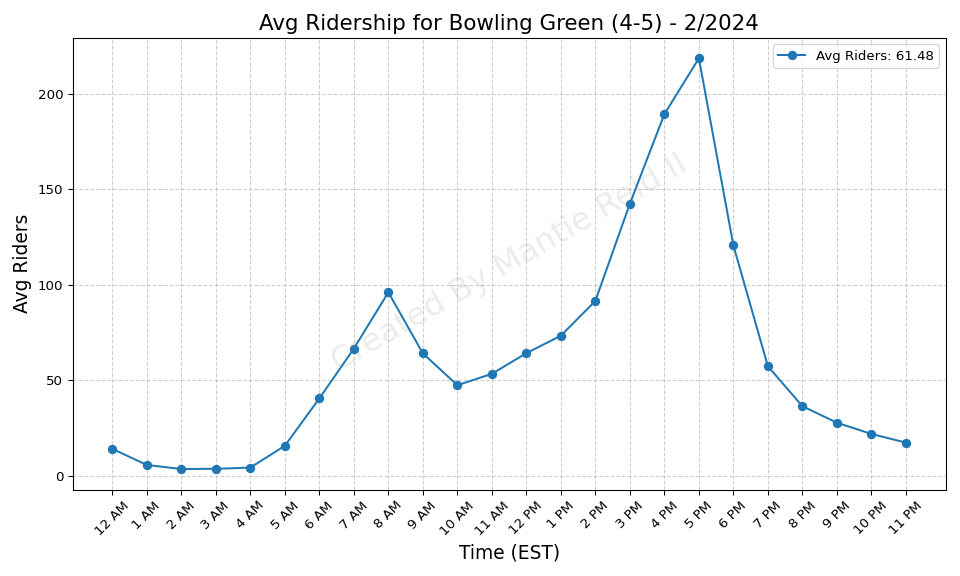 Avg Ridership for Bowling Green (4-5) - 2/2024
Avg Riders: 61.48
Avg Riders
200
150
100
50
0
Created By Mantie Reid II
12 AM
1 AM
2 AM
3 AM
4 AM
5 AM
6 AM
7 AM
8 AM
9 AM
10 AM
11 AM
12 PM
1 PM
2 PM
3 PM
4 PM
5 PM
6 PM
7 PM
8 PM
9 PM
10 PM
11 PM
Time (EST)